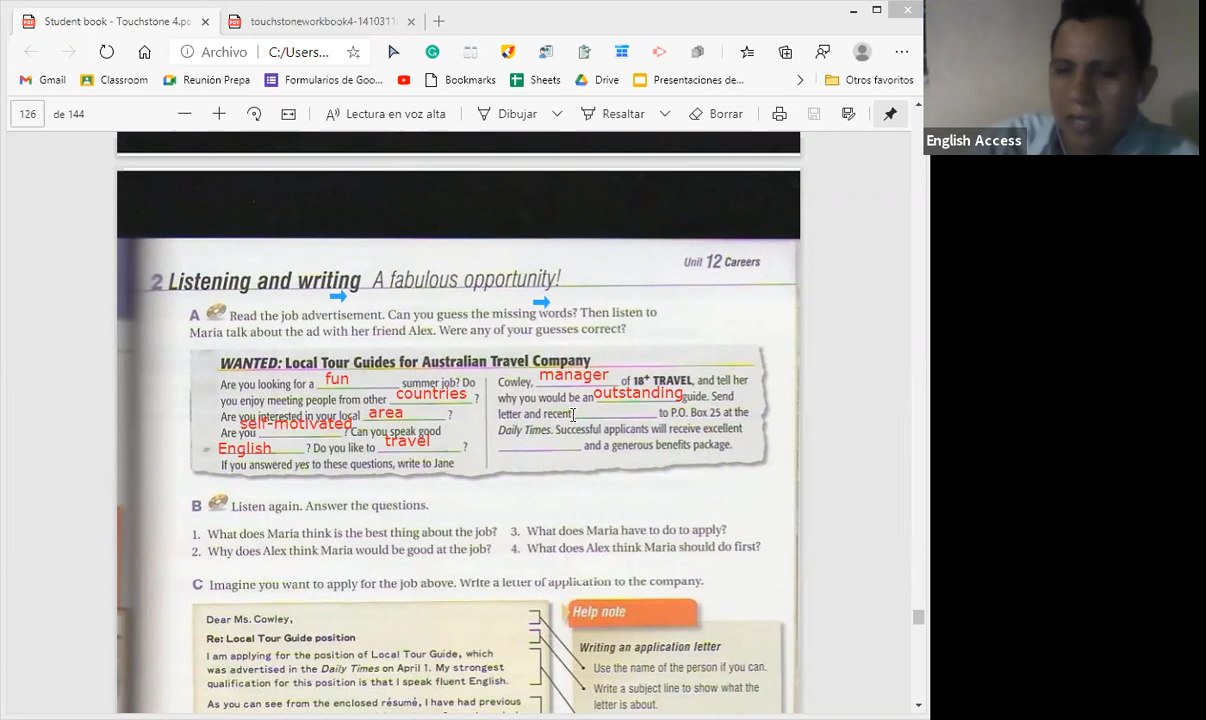 Student book - Touchstone 4.pd
touchstoneworkbook4-14103111
Archivo C:/Users...
Gmail Classroom Reunión Prepa Formularios de Goo... Bookmarks Sheets Drive Presentaciones de... Otros favoritos
126 de 144 Lectura en voz alta Dibujar Resaltar Borrar
English Access
Unit 12 Careers
2 Listening and writing A fabulous opportunity!
A Read the job advertisement. Can you guess the missing words? Then listen to
Maria talk about the ad with her friend Alex. Were any of your guesses correct?
WANTED: Local Tour Guides for Australian Travel Company
Are you looking for a fun summer job? Do
you enjoy meeting people from other countries ?
Are you interested in your local area ?
Are you self-motivated ? Can you speak good
English ? Do you like to travel ?
If you answered yes to these questions, write to Jane
Cowley, manager of 18+ TRAVEL, and tell her
why you would be an outstanding guide. Send
letter and recent to P.O. Box 25 at the
Daily Times. Successful applicants will receive excellent
and a generous benefits package.
B Listen again. Answer the questions.
1. What does Maria think is the best thing about the job?
2. Why does Alex think Maria would be good at the job?
3. What does Maria have to do to apply?
4. What does Alex think Maria should do first?
C Imagine you want to apply for the job above. Write a letter of application to the company.
Dear Ms. Cowley,
Re: Local Tour Guide position
I am applying for the position of Local Tour Guide, which
was advertised in the Daily Times on April 1. My strongest
qualification for this position is that I speak fluent English.
As you can see from the enclosed résumé, I have had previous
Help note
Writing an application letter
Use the name of the person if you can.
Write a subject line to show what the
letter is about.